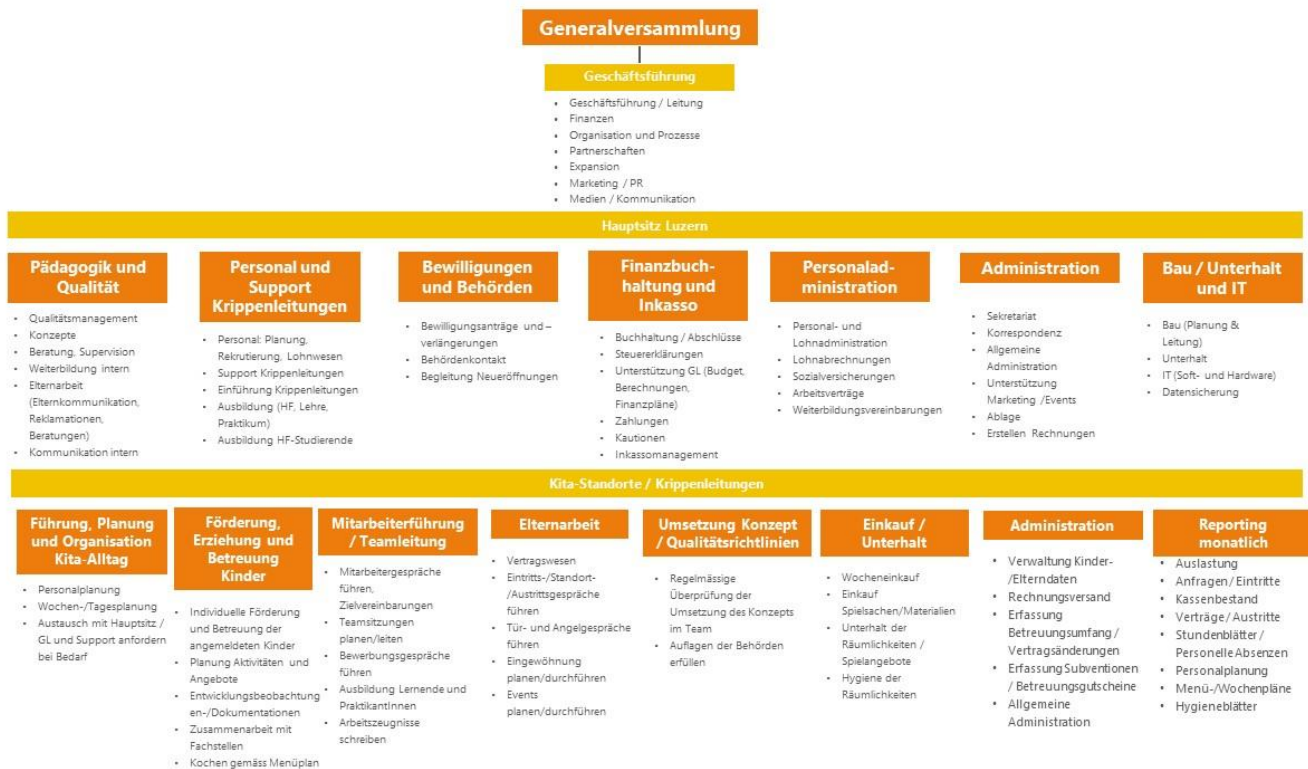 Generalversammlung
Geschäftsführung
• Geschäftsführung / Leitung
• Finanzen
• Organisation und Prozesse
• Partnerschaften
• Expansion
• Marketing / PR
• Medien / Kommunikation
Hauptsitz Luzern
Pädagogik und
Qualität
• Qualitätsmanagement
• Konzepte
• Beratung, Supervision
• Weiterbildung intern
• Elternarbeit
(Elternkommunikation,
Reklamationen,
Beratungen)
• Kommunikation intern
Personal und
Support
Krippenleitungen
• Personal: Planung,
Rekrutierung, Lohnwesen
• Support Krippenleitungen
• Einführung Krippenleitungen
• Ausbildung (HF, Lehre,
Praktikum)
• Ausbildung HF-Studierende
Bewilligungen
und Behörden
• Bewilligungsanträge und –
verlängerungen
• Behördenkontakt
• Begleitung Neueröffnungen
Finanzbuch-
haltung und
Inkasso
• Buchhaltung / Abschlüsse
• Steuererklärungen
• Unterstützung GL (Budget,
Berechnungen,
Finanzpläne)
• Zahlungen
• Kautionen
• Inkassomanagement
Personalad-
ministration
• Personal- und
Lohnadministration
• Lohnabrechnungen
• Sozialversicherungen
• Arbeitsverträge
• Weiterbildungsvereinbarungen
Administration
• Sekretariat
• Korrespondenz
• Allgemeine
Administration
• Unterstützung
Marketing /Events
• Ablage
• Erstellen Rechnungen
Bau / Unterhalt
und IT
• Bau (Planung &
Leitung)
• Unterhalt
• IT (Soft- und Hardware)
• Datensicherung
Kita-Standorte / Krippenleitungen
Führung, Planung
und Organisation
Kita-Alltag
• Personalplanung
• Wochen-/Tagesplanung
• Austausch mit Hauptsitz /
GL und Support anfordern
bei Bedarf
Förderung,
Erziehung und
Betreuung
Kinder
• Individuelle Förderung
und Betreuung der
angemeldeten Kinder
• Planung Aktivitäten und
Angebote
• Entwicklungsbeobachtung
en-/Dokumentationen
• Zusammenarbeit mit
Fachstellen
• Kochen gemäss Menüplan
Mitarbeiterführung
/ Teamleitung
• Mitarbeitergespräche
führen,
Zielvereinbarungen
• Teamsitzungen
planen/leiten
• Bewerbungsgespräche
führen
• Ausbildung Lernende und
PraktikantInnen
• Arbeitszeugnisse
schreiben
Elternarbeit
• Vertragswesen
• Eintritts-/Standort-
/Austrittsgespräche
führen
• Tür- und Angelgespräche
führen
• Eingewöhnung
planen/durchführen
• Events
planen/durchführen
Umsetzung Konzept
/ Qualitätsrichtlinien
• Regelmässige
Überprüfung der
Umsetzung des Konzepts
im Team
• Auflagen der Behörden
erfüllen
Einkauf /
Unterhalt
• Wocheneinkauf
• Einkauf
Spielsachen/Materialien
• Unterhalt der
Räumlichkeiten /
Spielangebote
• Hygiene der
Räumlichkeiten
Administration
• Verwaltung Kinder-
/Elterndaten
• Rechnungsversand
• Erfassung
Betreuungsumfang /
Vertragsänderungen
• Erfassung Subventionen
/ Betreuungsgutscheine
• Allgemeine
Administration
Reporting
monatlich
• Auslastung
• Anfragen / Eintritte
• Kassenbestand
• Verträge / Austritte
• Stundenblätter /
Personelle Absenzen
• Personalplanung
• Menü-/Wochenpläne
• Hygieneblätter